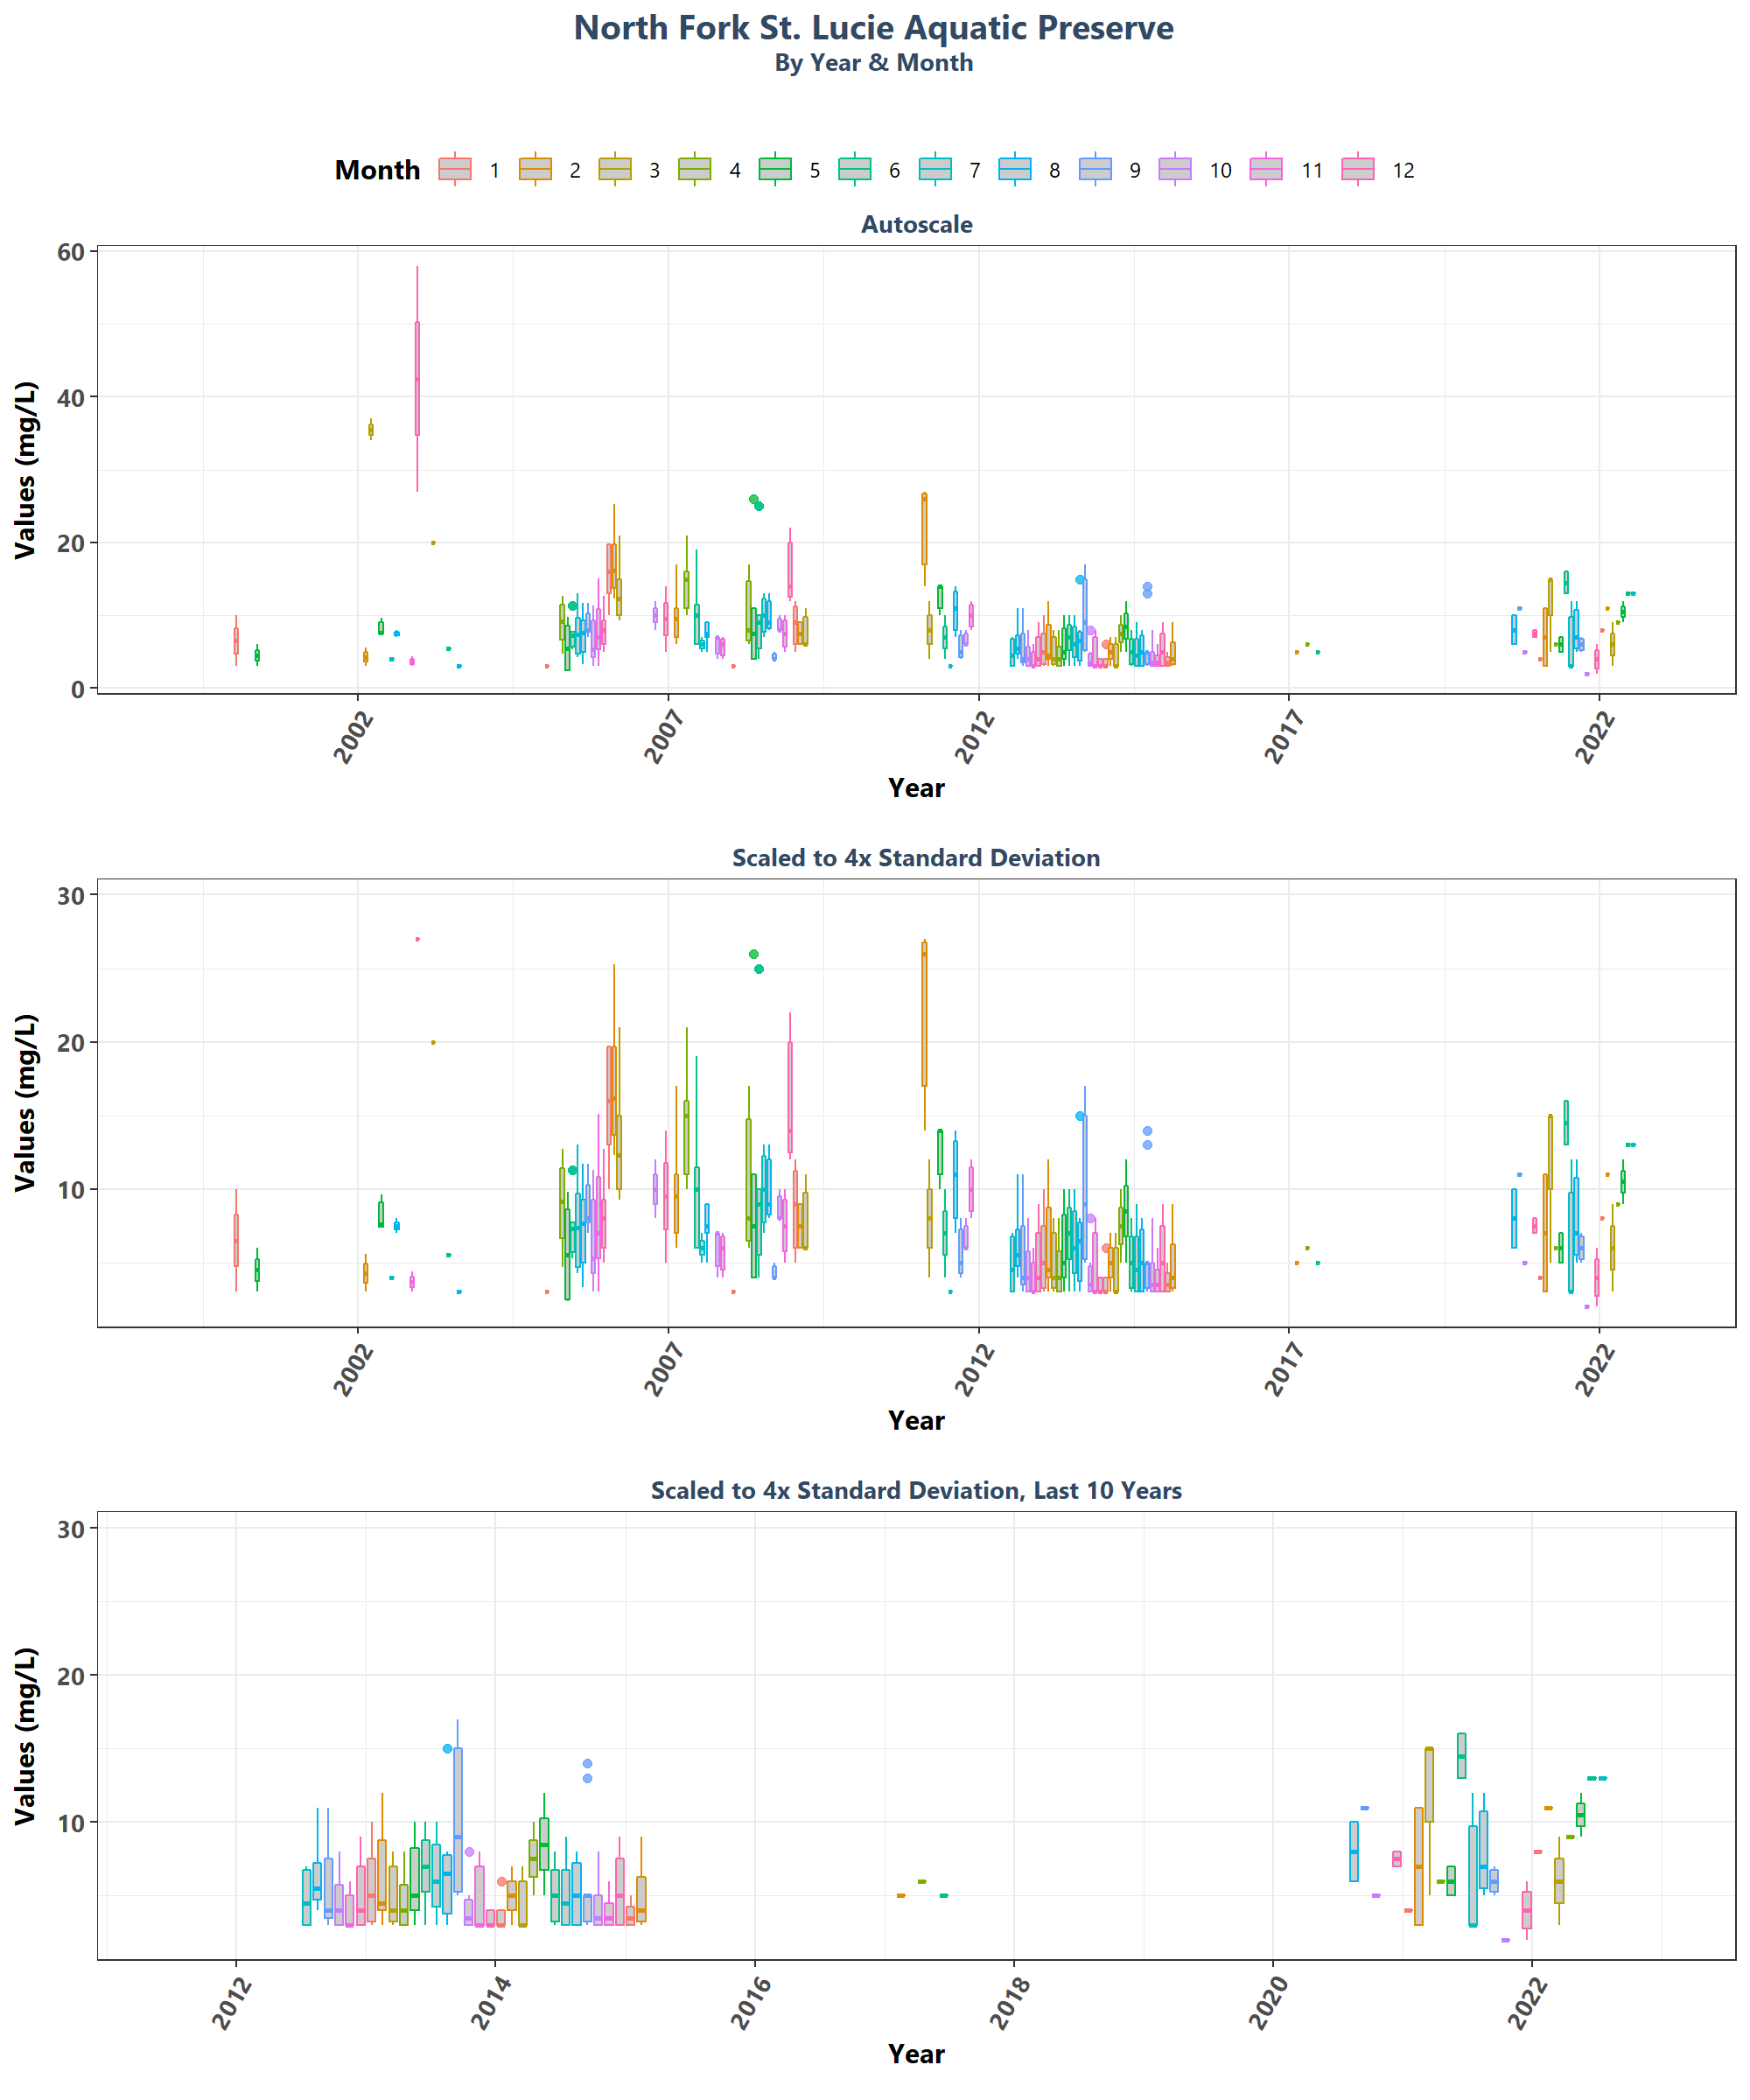 North Fork St. Lucie Aquatic Preserve
By Year & Month
Month 1 2 3 4 5 6 7 8 9 10 11 12
Autoscale
Values (mg/L)
60
40
20
0
2002 2007 2012 2017 2022
Year
Scaled to 4x Standard Deviation
Values (mg/L)
30
20
10
2002 2007 2012 2017 2022
Year
Scaled to 4x Standard Deviation, Last 10 Years
Values (mg/L)
30
20
10
2012 2014 2016 2018 2020 2022
Year